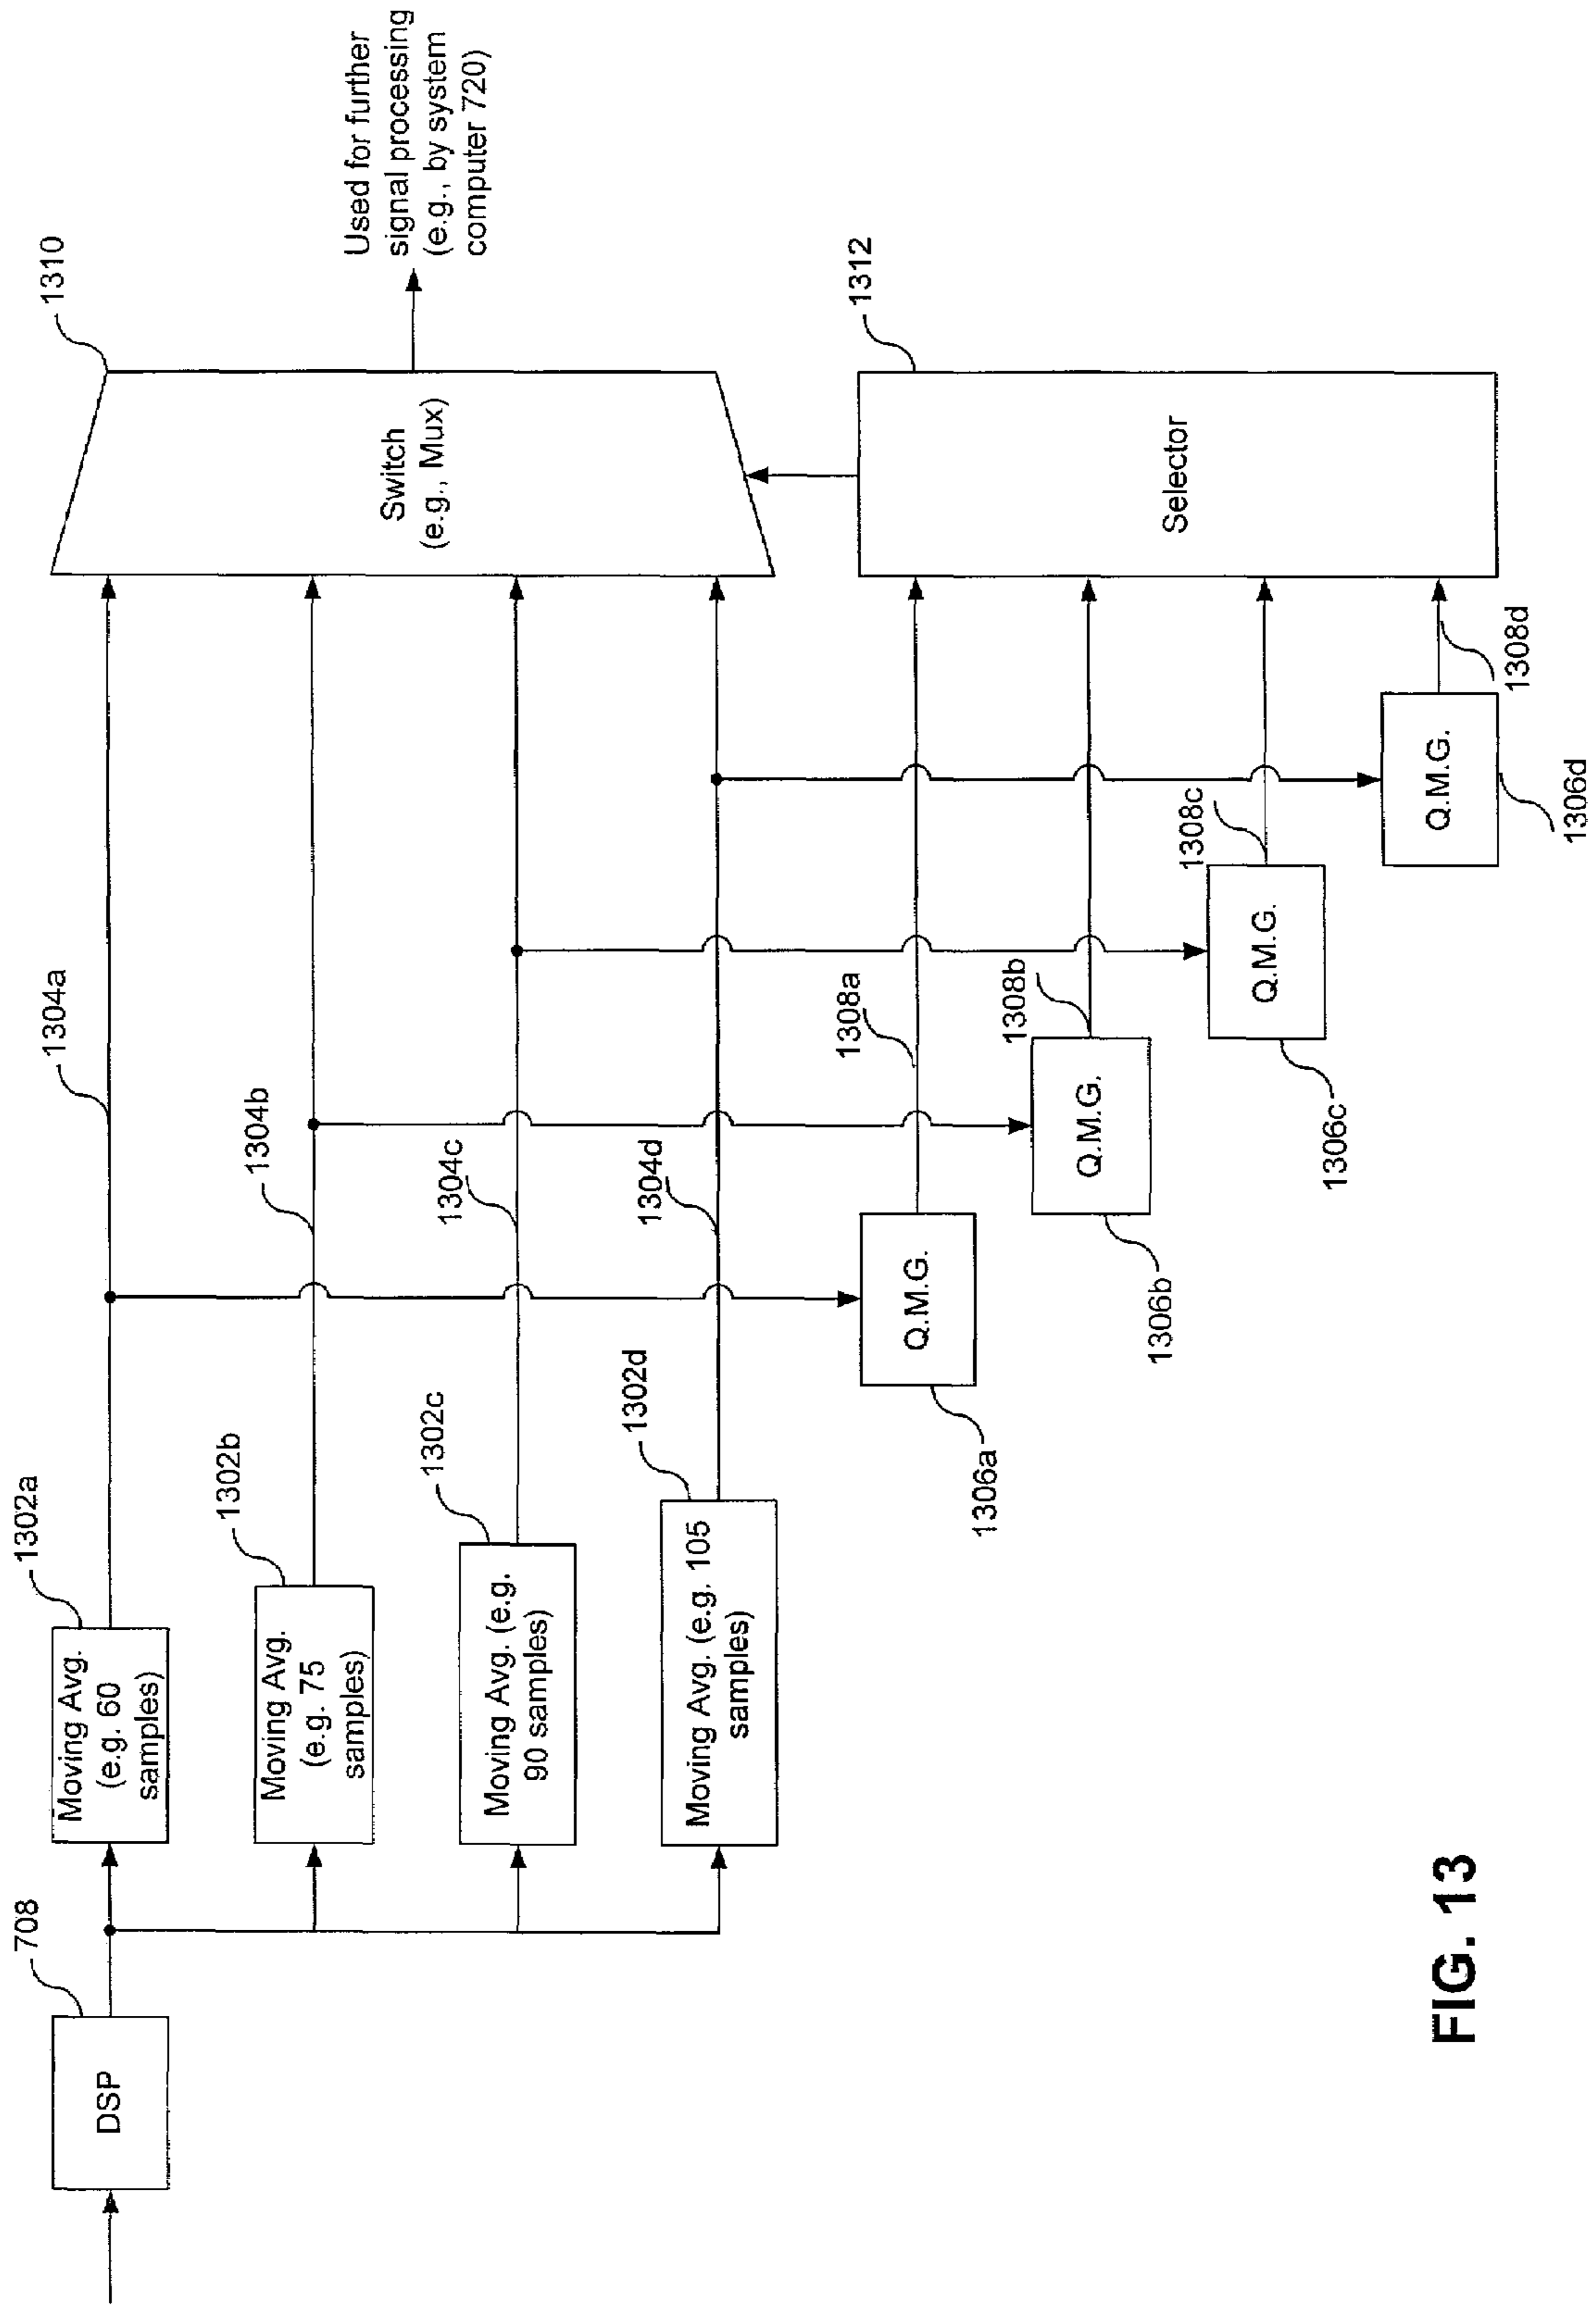 708
DSP
1302a
Moving Avg.
(e.g. 60
samples)
1302b
Moving Avg.
(e.g. 75
samples)
1302c
Moving Avg. (e.g.
90 samples)
1302d
Moving Avg. (e.g. 105
samples)
1304a
1304b
1304c
1304d
Q.M.G.
1306a
Q.M.G.
1306b
Q.M.G.
1306c
Q.M.G.
1306d
1308a
1308b
1308c
1308d
1310
Switch
(e.g., Mux)
1312
Selector
Used for further
signal processing
(e.g., by system
computer 720)
FIG. 13